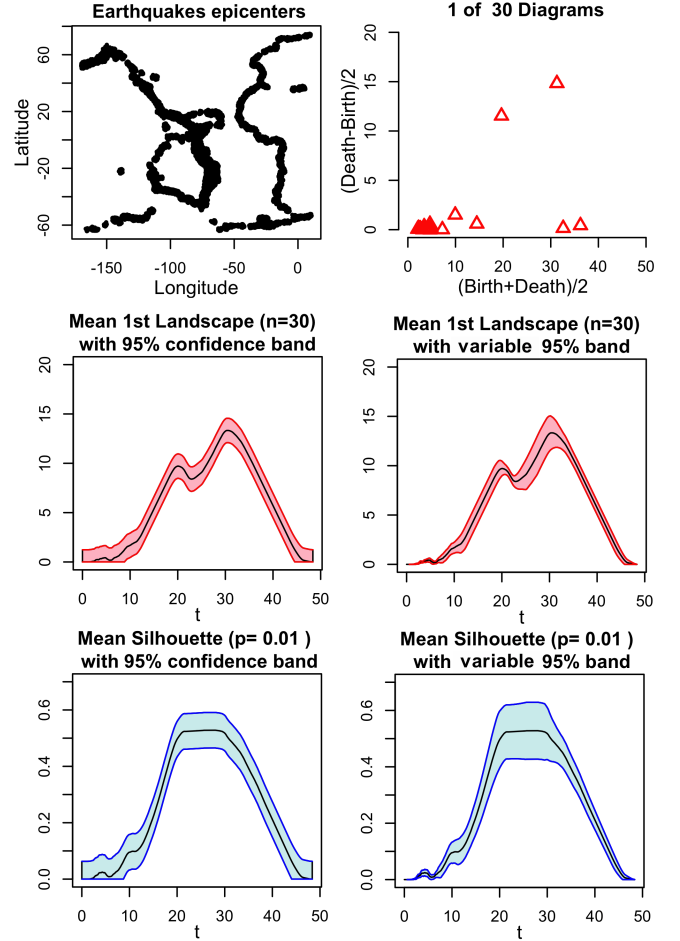 Earthquakes epicenters
60
20
-20
-60
Latitude
-150 -100 -50 0
Longitude
1 of 30 Diagrams
20
15
10
5
0
(Death-Birth)/2
0 10 20 30 40 50
(Birth+Death)/2
Mean 1st Landscape (n=30)
with 95% confidence band
20
15
10
5
0
0 10 20 30 40 50
t
Mean 1st Landscape (n=30)
with variable 95% band
20
15
10
5
0
0 10 20 30 40 50
t
Mean Silhouette (p= 0.01 )
with 95% confidence band
0.6
0.4
0.2
0.0
0 10 20 30 40 50
t
Mean Silhouette (p= 0.01 )
with variable 95% band
0.6
0.4
0.2
0.0
0 10 20 30 40 50
t